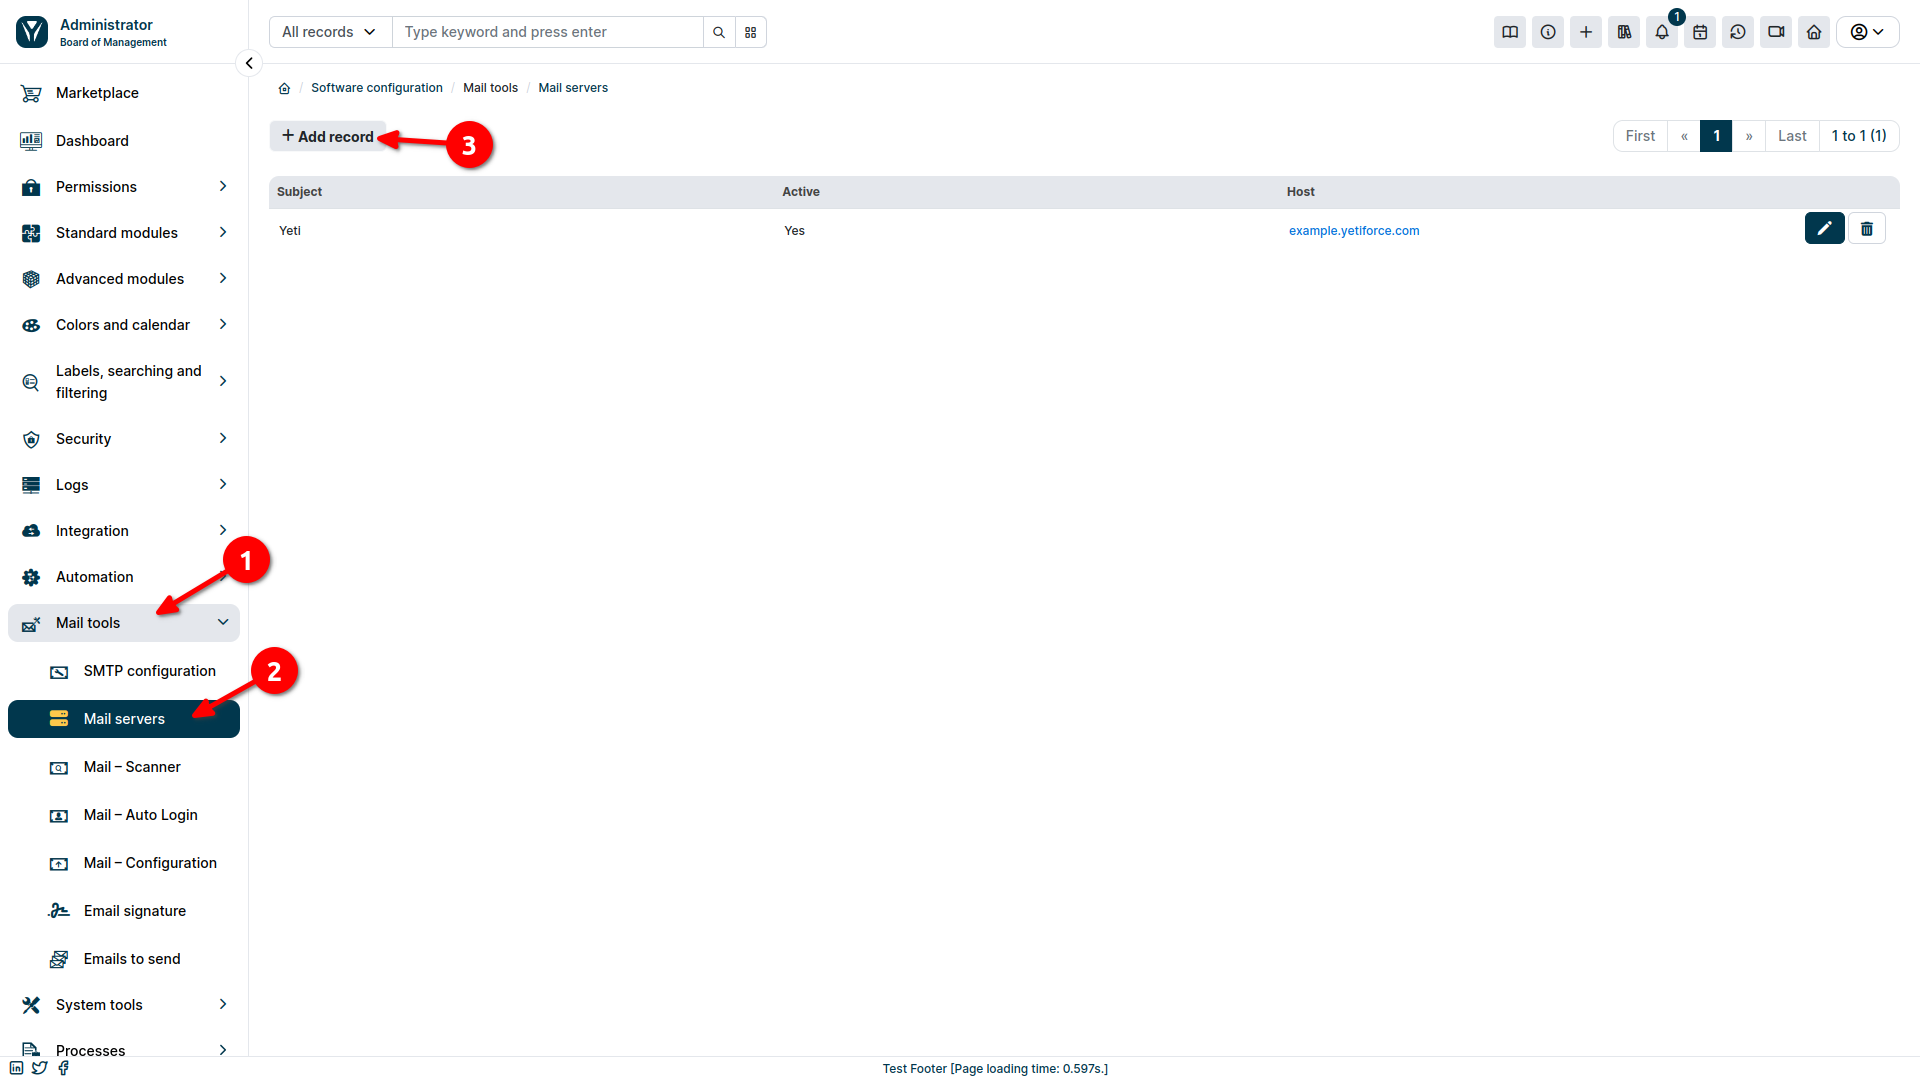 Administrator
Board of Management
All records
Type keyword and press enter
1
Marketplace
Dashboard
Permissions
Standard modules
Advanced modules
Colors and calendar
Labels, searching and
filtering
Security
Logs
Integration
Automation
Mail tools
SMTP configuration
Mail servers
Mail – Scanner
Mail – Auto Login
Mail – Configuration
Email signature
Emails to send
System tools
Processes
1
2
Software configuration / Mail tools / Mail servers
+ Add record
3
First « 1 » Last 1 to 1 (1)
Subject Active Host
Yeti Yes example.yetiforce.com
Test Footer [Page loading time: 0.597s.]